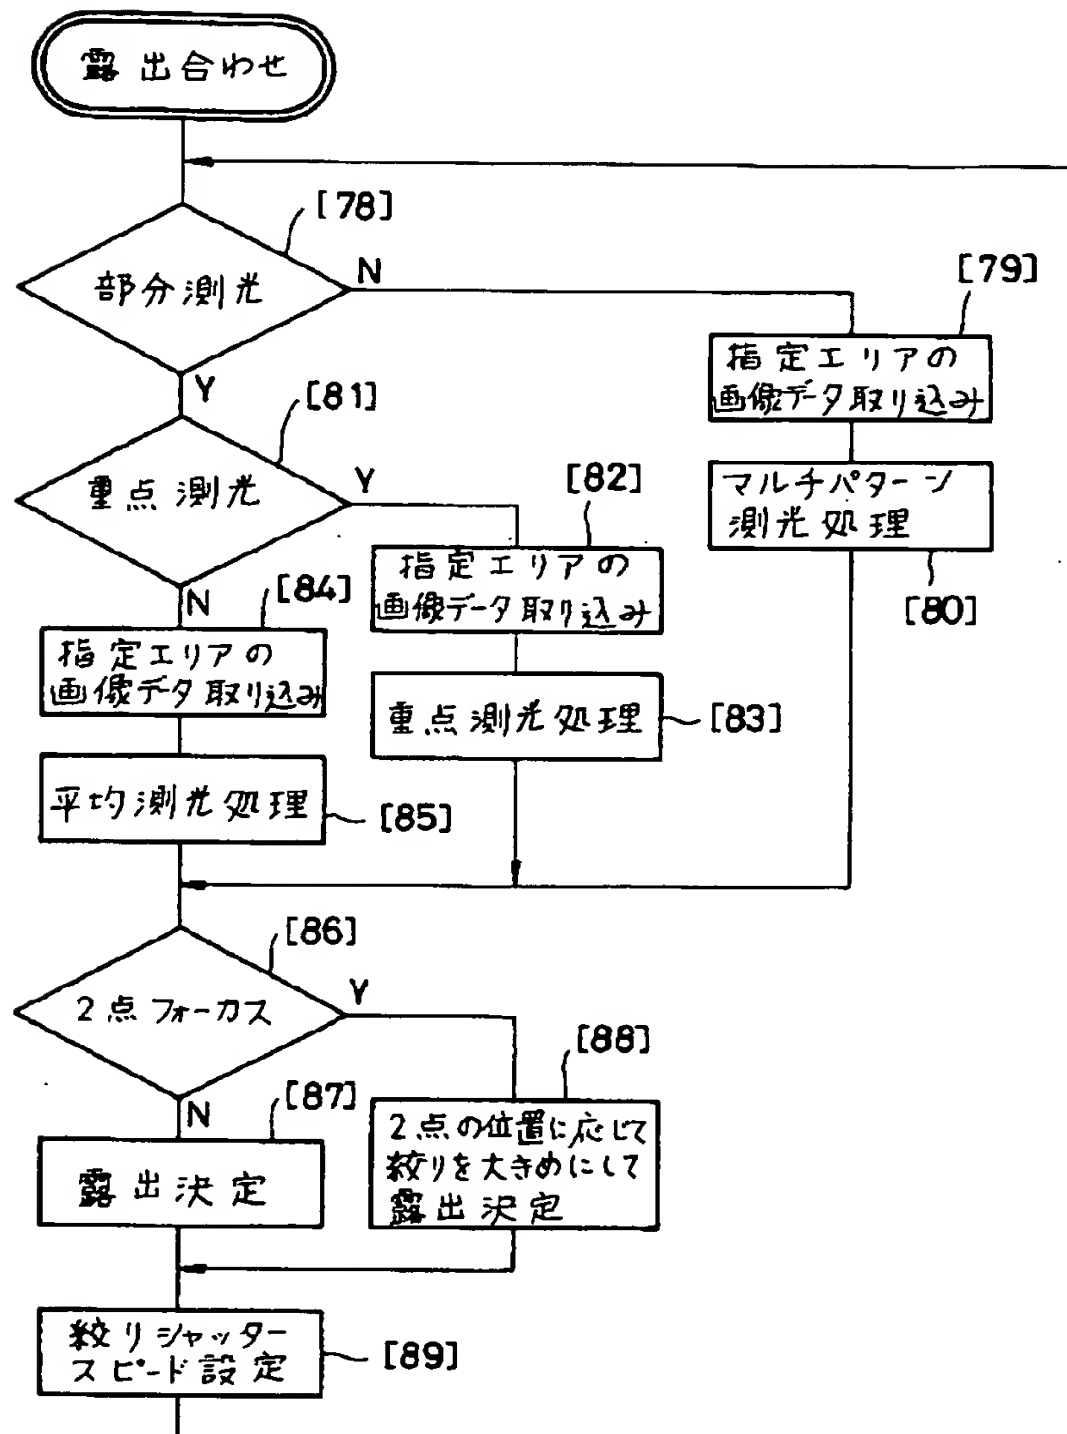 露出合わせ
[78]
部分測光
N
Y
[79]
指定エリアの
画像データ取り込み
マルチパターン
測光処理
[80]
[81]
重点測光
Y
N
[82]
指定エリアの
画像データ取り込み
重点測光処理
[83]
[84]
指定エリアの
画像データ取り込み
平均測光処理
[85]
[86]
2点フォーカス
Y
N
[87]
露出決定
[88]
2点の位置に応じて
絞りを大きめにして
露出決定
絞りシャッター
スピード設定
[89]